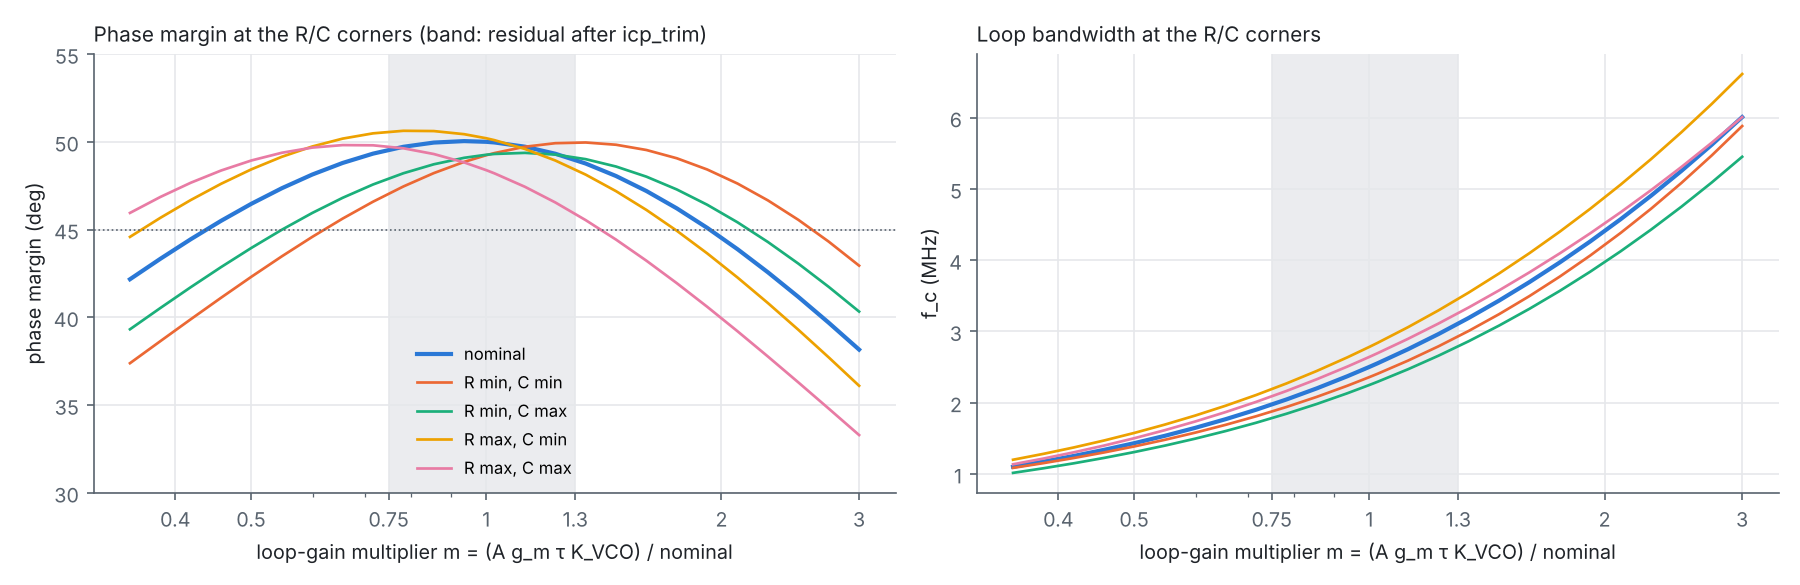 Phase margin at the R/C corners (band: residual after icp_trim)
55
50
45
40
35
30
phase margin (deg)
nominal
R min, C min
R min, C max
R max, C min
R max, C max
0.4 0.5 0.75 1 1.3 2 3
loop-gain multiplier m = (A g_m τ K_VCO) / nominal
Loop bandwidth at the R/C corners
6
5
4
3
2
1
f_c (MHz)
0.4 0.5 0.75 1 1.3 2 3
loop-gain multiplier m = (A g_m τ K_VCO) / nominal